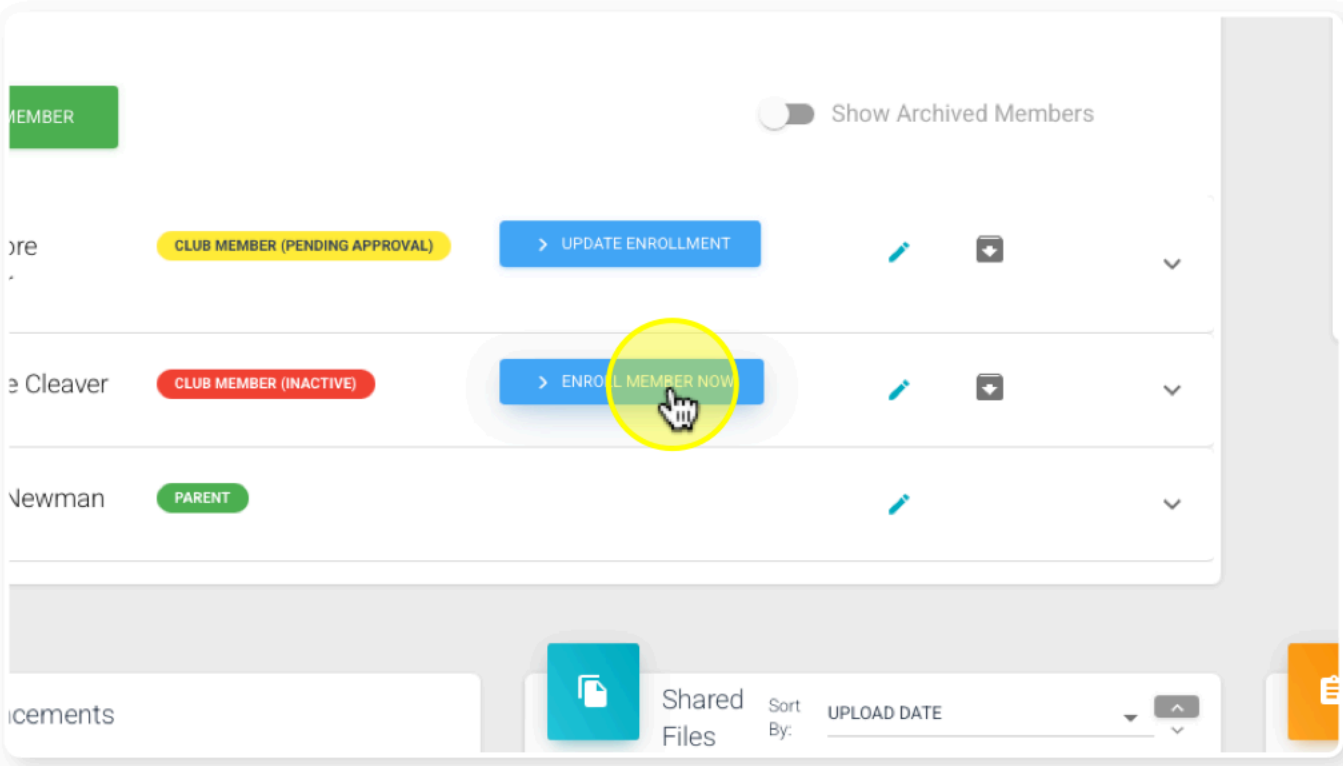 MEMBER
Show Archived Members
ore
CLUB MEMBER (PENDING APPROVAL)
UPDATE ENROLLMENT
e Cleaver
CLUB MEMBER (INACTIVE)
ENROLL MEMBER NOW
Newman
PARENT
ncements
Shared
Files
Sort
By:
UPLOAD DATE